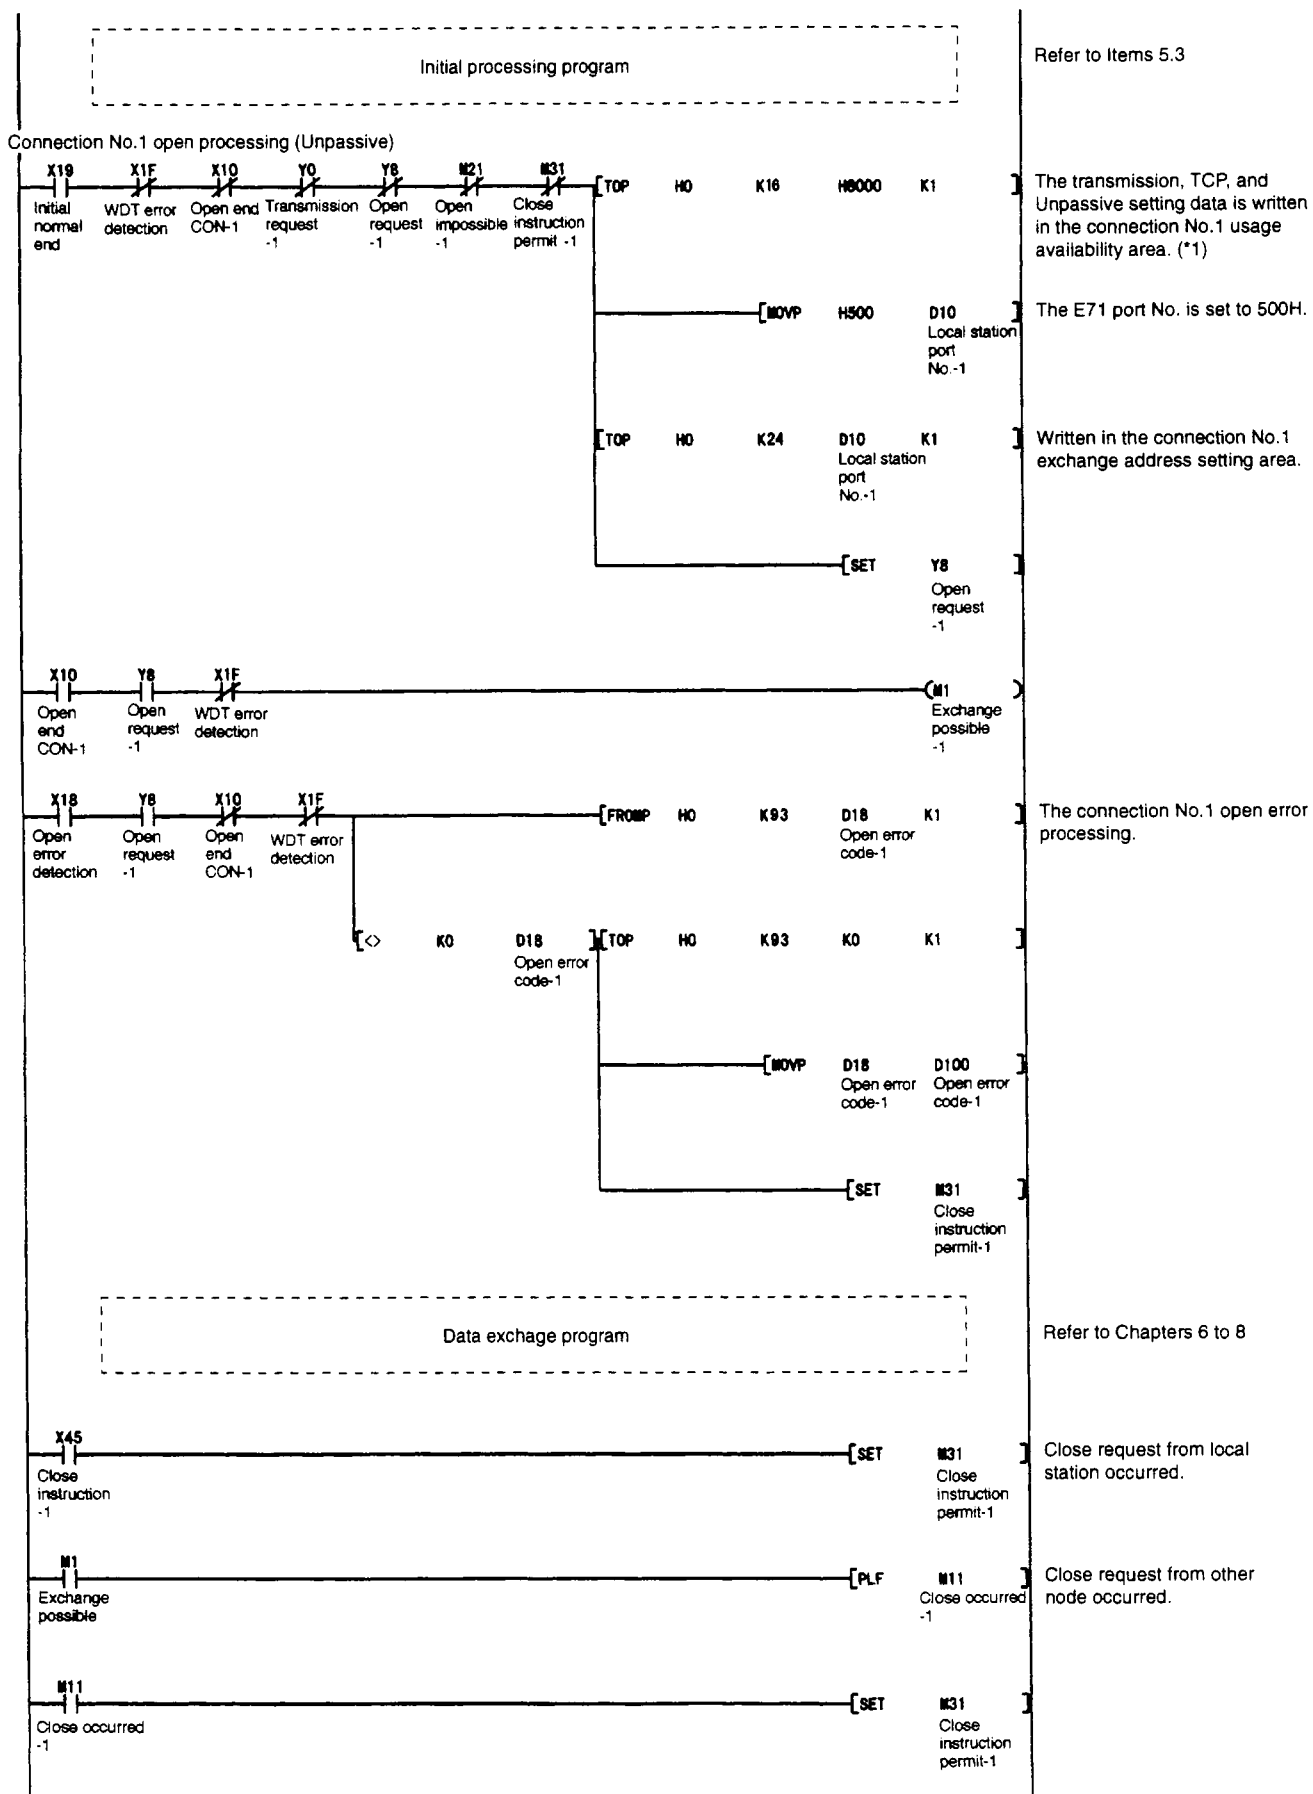 Initial processing program
Refer to Items 5.3
Connection No.1 open processing (Unpassive)
X19 X1F X10 Y0 Y8 M21 M31
TOP H0 K16 H8000 K1
Initial normal end
WDT error detection
Open end CON-1
Transmission request -1
Open request -1
Open impossible -1
Close instruction permit -1
The transmission, TCP, and
Unpassive setting data is written
in the connection No.1 usage
availability area. (*1)
MOVP H500 D10
Local station
port
No.-1
The E71 port No. is set to 500H.
TOP H0 K24 D10 K1
Local station
port
No.-1
Written in the connection No.1
exchange address setting area.
SET Y8
Open
request
-1
X10 Y8 X1F
M1
Open end CON-1
Open request -1
WDT error detection
Exchange
possible
-1
X18 Y8 X10 X1F
FROMP H0 K93 D18 K1
Open error detection
Open request -1
Open end CON-1
WDT error detection
Open error
code-1
The connection No.1 open error
processing.
<> K0 D18
Open error
code-1
TOP H0 K93 K0 K1
MOVP D18 D100
Open error code-1
Open error code-1
SET M31
Close
instruction
permit-1
Data exchage program
Refer to Chapters 6 to 8
X45
SET M31
Close
instruction
-1
Close
instruction
permit-1
Close request from local
station occurred.
M1
PLF M11
Exchange
possible
Close occurred
-1
Close request from other
node occurred.
M11
SET M31
Close occurred
-1
Close
instruction
permit-1